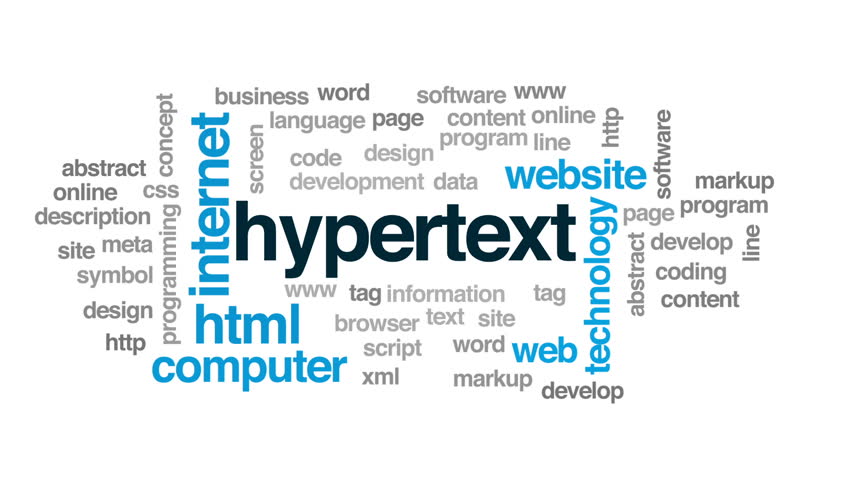 business
word
software
www
concept
language
page
content
online
internet
screen
code
design
program
line
http
software
abstract
online
css
development
data
website
markup
description
programming
hypertext
technology
page
program
site
meta
abstract
develop
line
symbol
coding
www
tag
information
tag
content
design
html
browser
text
site
http
computer
script
word
web
xml
markup
develop